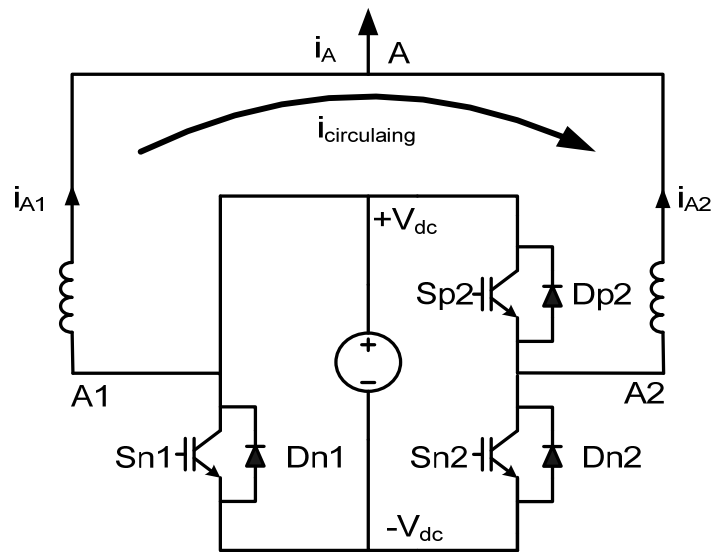 iA A
icirculaing
iA1
iA2
+Vdc
Sp2 Dp2
+
−
A1
A2
Sn1 Dn1
Sn2 Dn2
-Vdc